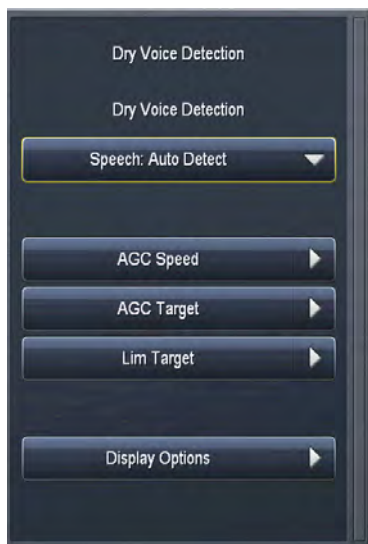 Dry Voice Detection
Dry Voice Detection
Speech: Auto Detect
AGC Speed
AGC Target
Lim Target
Display Options